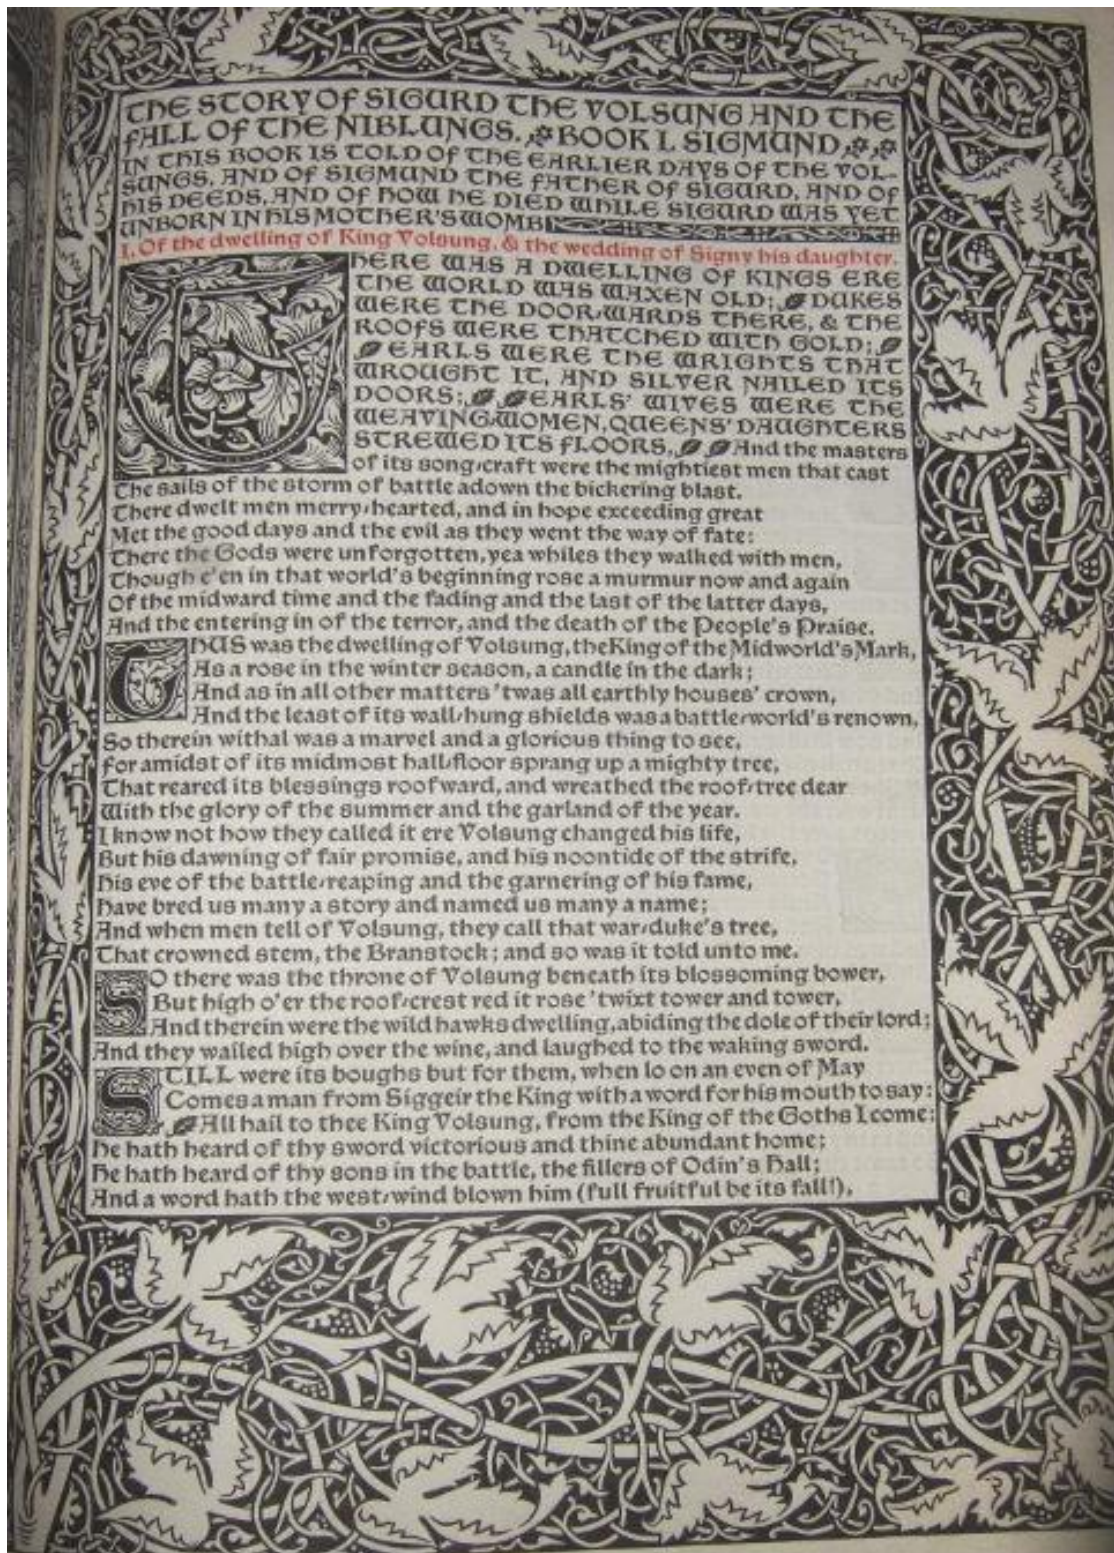 THE STORY OF SIGURD THE VOLSUNG AND THE
FALL OF THE NIBLUNGS. BOOK I. SIGMUND.
IN THIS BOOK IS TOLD OF THE EARLIER DAYS OF THE VOL-
SUNGS, AND OF SIGMUND THE FATHER OF SIGURD, AND OF
HIS DEEDS, AND OF HOW HE DIED WHILE SIGURD WAS YET
UNBORN IN HIS MOTHER'S WOMB
I. Of the dwelling of King Volsung, & the wedding of Signy his daughter.
THERE WAS A DWELLING OF KINGS ERE
THE WORLD WAS WAXEN OLD; DUKES
WERE THE DOOR-WARDS THERE, & THE
ROOFS WERE THATCHED WITH GOLD;
EARLS WERE THE WRIGHTS THAT
WROUGHT IT, AND SILVER NAILED ITS
DOORS; EARLS' WIVES WERE THE
WEAVING-WOMEN, QUEENS' DAUGHTERS
STREWED ITS FLOORS, And the masters
of its song-craft were the mightiest men that cast
The sails of the storm of battle adown the bickering blast.
There dwelt men merry-hearted, and in hope exceeding great
Met the good days and the evil as they went the way of fate:
There the Gods were unforgotten, yea whiles they walked with men,
Though e'en in that world's beginning rose a murmur now and again
Of the midward time and the fading and the last of the latter days,
And the entering in of the terror, and the death of the People's Praise.
THUS was the dwelling of Volsung, the King of the Midworld's Mark,
As a rose in the winter season, a candle in the dark;
And as in all other matters 'twas all earthly houses' crown,
And the least of its wall-hung shields was a battle-world's renown,
So therein withal was a marvel and a glorious thing to see,
For amidst of its midmost hall-floor sprang up a mighty tree,
That reared its blessings roofward, and wreathed the roof-tree dear
With the glory of the summer and the garland of the year.
I know not how they called it ere Volsung changed his life,
But his dawning of fair promise, and his noontide of the strife,
His eve of the battle-reaping and the garnering of his fame,
Have bred us many a story and named us many a name;
And when men tell of Volsung, they call that war-duke's tree,
That crowned stem, the Branstock; and so was it told unto me.
SO there was the throne of Volsung beneath its blossoming bower,
But high o'er the roof-crest red it rose 'twixt tower and tower,
And therein were the wild hawks dwelling, abiding the dole of their lord;
And they wailed high over the wine, and laughed to the waking sword.
STILL were its boughs but for them, when lo on an even of May
Comes a man from Siggeir the King with a word for his mouth to say:
All hail to thee King Volsung, from the King of the Goths I come:
He hath heard of thy sword victorious and thine abundant home;
He hath heard of thy sons in the battle, the fillers of Odin's Hall;
And a word hath the west-wind blown him (full fruitful be its fall!),